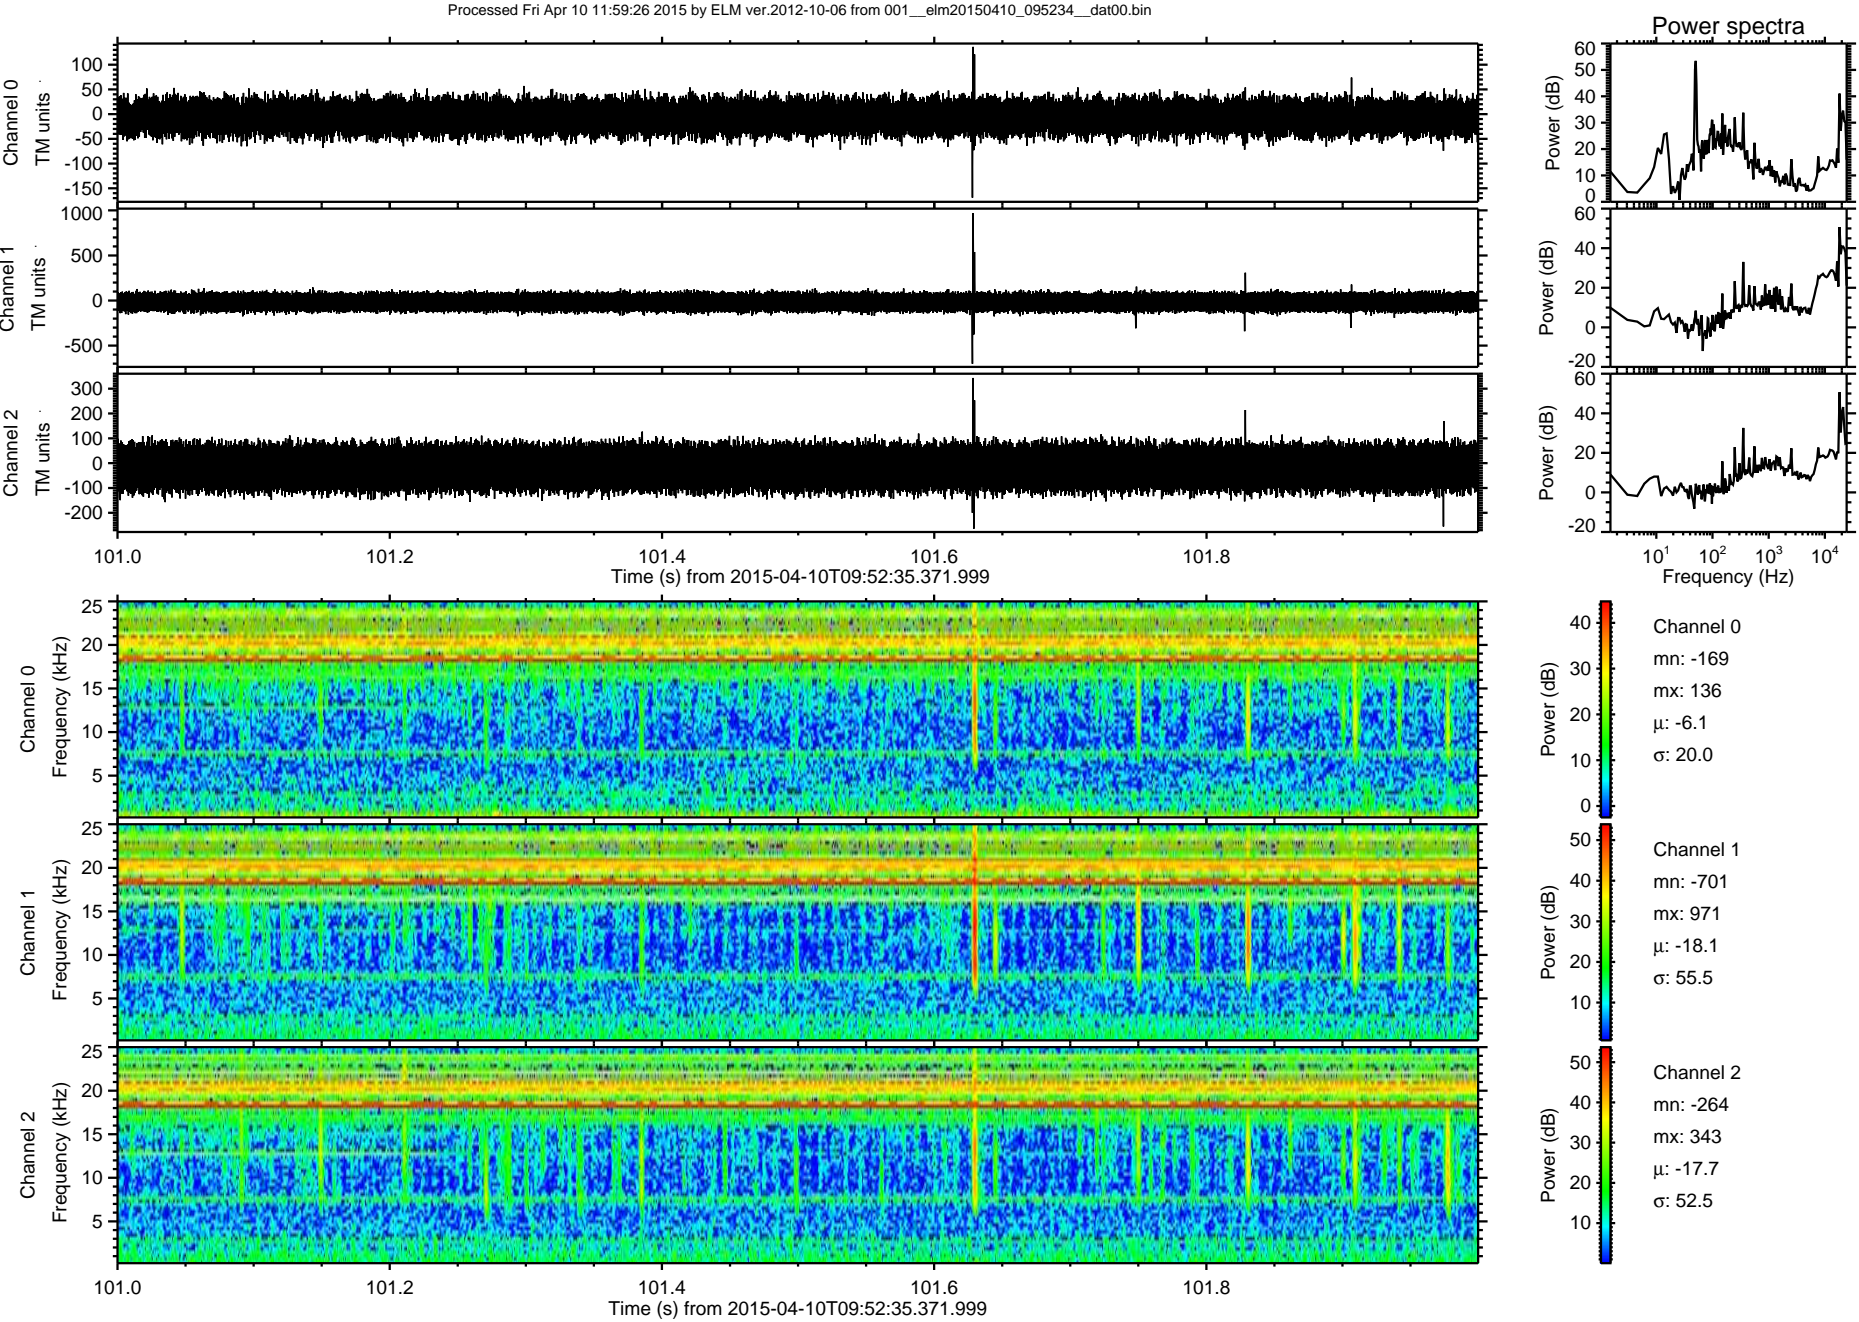 Processed Fri Apr 10 11:59:26 2015 by ELM ver.2012-10-06 from 001__elm20150410_095234__dat00.bin
Power spectra
Channel 0
TM units
100
50
0
-50
-100
-150
Power (dB)
60
50
40
30
20
10
0
Channel 1
TM units
1000
500
0
-500
Power (dB)
60
40
20
0
-20
Channel 2
TM units
300
200
100
0
-100
-200
Power (dB)
60
40
20
0
-20
101.0 101.2 101.4 101.6 101.8
Time (s) from 2015-04-10T09:52:35.371.999
10¹ 10² 10³ 10⁴
Frequency (Hz)
Channel 0
Frequency (kHz)
25
20
15
10
5
Power (dB)
40
30
20
10
0
Channel 0
mn: -169
mx: 136
μ: -6.1
σ: 20.0
Channel 1
Frequency (kHz)
25
20
15
10
5
Power (dB)
50
40
30
20
10
Channel 1
mn: -701
mx: 971
μ: -18.1
σ: 55.5
Channel 2
Frequency (kHz)
25
20
15
10
5
Power (dB)
50
40
30
20
10
Channel 2
mn: -264
mx: 343
μ: -17.7
σ: 52.5
101.0 101.2 101.4 101.6 101.8
Time (s) from 2015-04-10T09:52:35.371.999